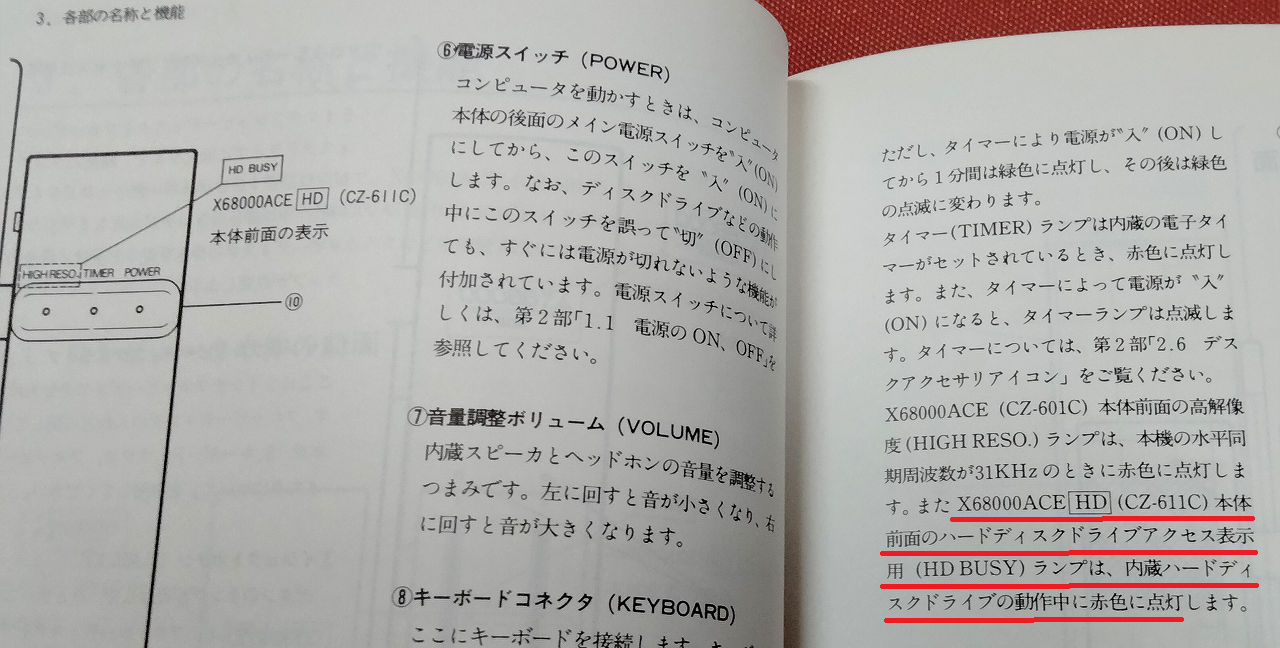 3、各部の名称と機能
HD BUSY
X68000ACE HD (CZ-611C)
本体前面の表示
HIGH RESO. TIMER POWER
⑩
⑥電源スイッチ (POWER)
コンピュータを動かすときは、コンピュータ
本体の後面のメイン電源スイッチを〝入〟(ON)
にしてから、このスイッチを〝入〟(ON)に
します。なお、ディスクドライブなどの動作
中にこのスイッチを誤って〝切〟(OFF)にし
ても、すぐには電源が切れないような機能が
付加されています。電源スイッチについて詳
しくは、第2部「1.1 電源のON、OFF」を
参照してください。
⑦音量調整ボリューム (VOLUME)
内蔵スピーカとヘッドホンの音量を調整する
つまみです。左に回すと音が小さくなり、右
に回すと音が大きくなります。
⑧キーボードコネクタ (KEYBOARD)
ここにキーボードを接続します。キーボ
ただし、タイマーにより電源が〝入〟(ON) し
てから1分間は緑色に点灯し、その後は緑色
の点滅に変わります。
タイマー(TIMER) ランプは内蔵の電子タイ
マーがセットされているとき、赤色に点灯し
ます。また、タイマーによって電源が〝入〟
(ON) になると、タイマーランプは点滅しま
す。タイマーについては、第2部「2.6 デス
クアクセサリアイコン」をご覧ください。
X68000ACE (CZ-601C) 本体前面の高解像
度(HIGH RESO.) ランプは、本機の水平同
期周波数が31KHzのときに赤色に点灯しま
す。また X68000ACE HD (CZ-611C) 本体
前面のハードディスクドライブアクセス表示
用 (HD BUSY) ランプは、内蔵ハードディ
スクドライブの動作中に赤色に点灯します。